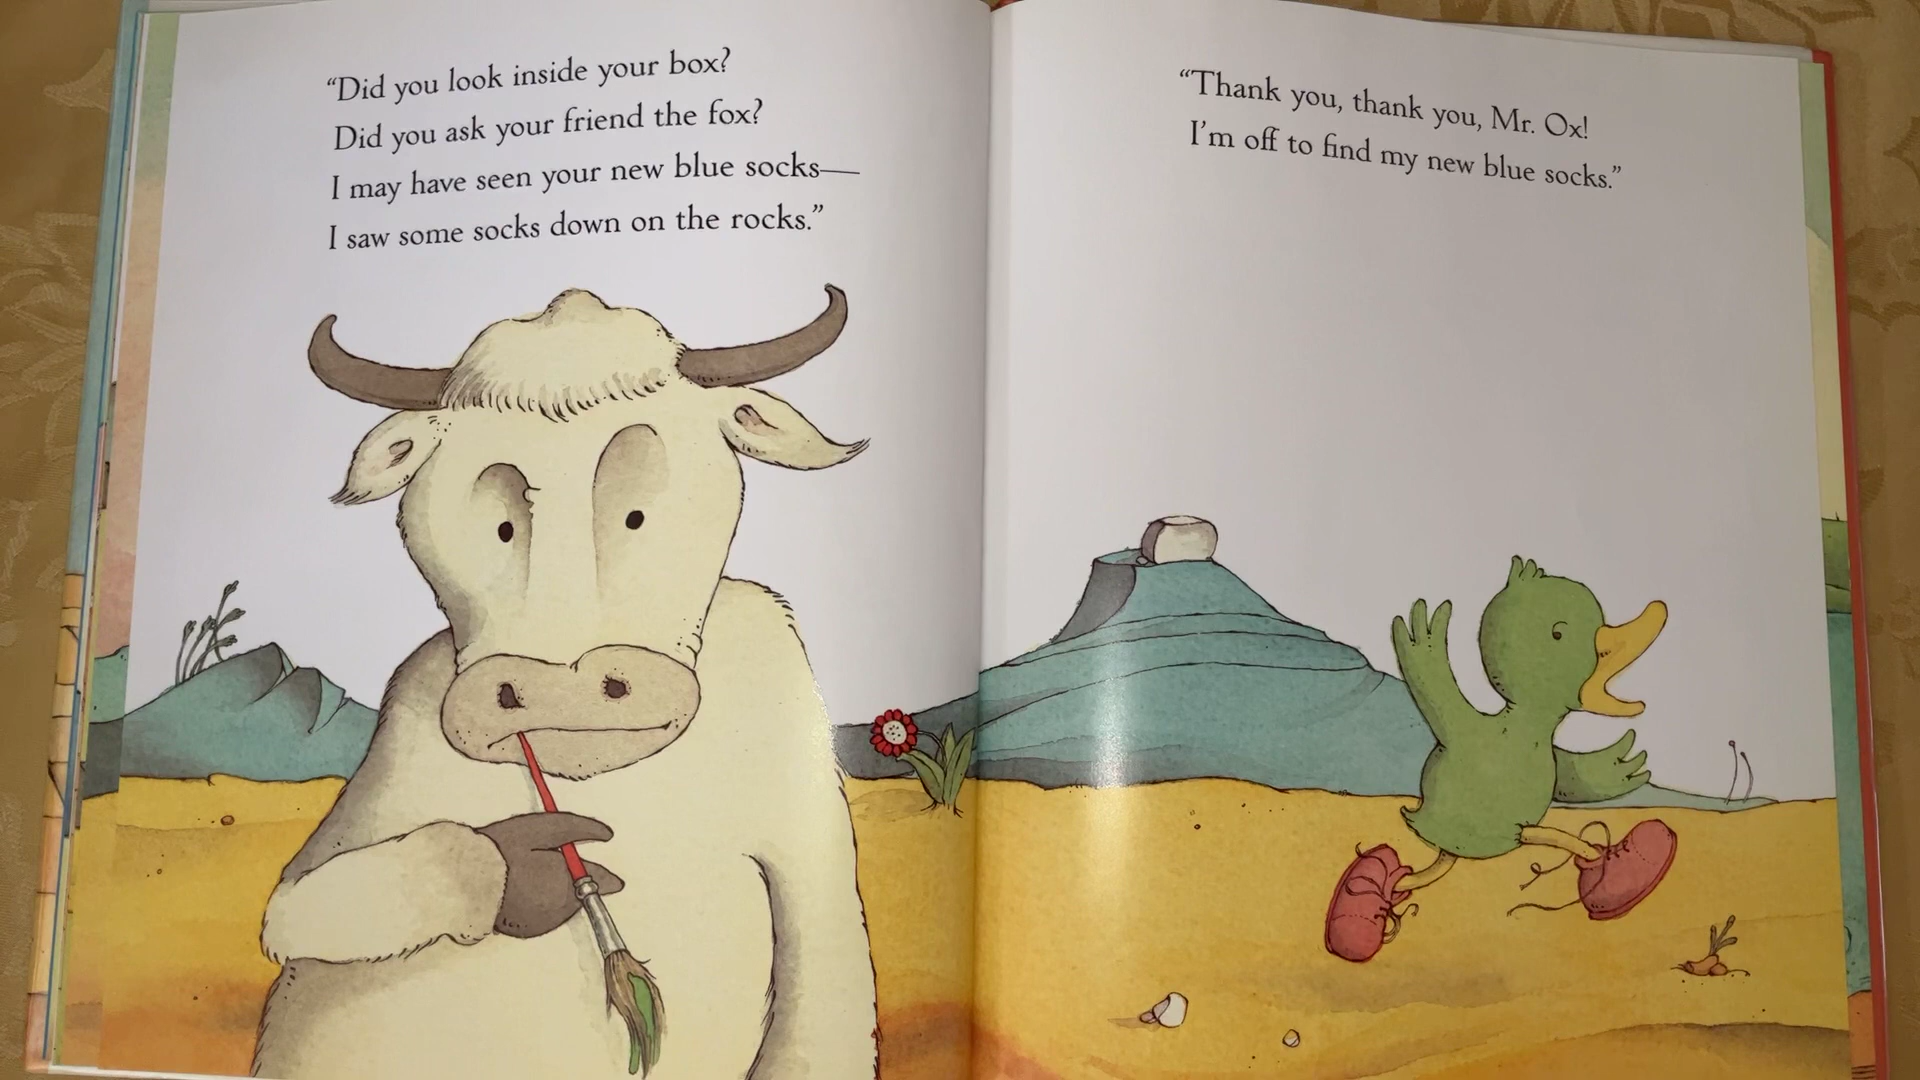 “Did you look inside your box?
Did you ask your friend the fox?
I may have seen your new blue socks—
I saw some socks down on the rocks.”
“Thank you, thank you, Mr. Ox!
I’m off to find my new blue socks.”